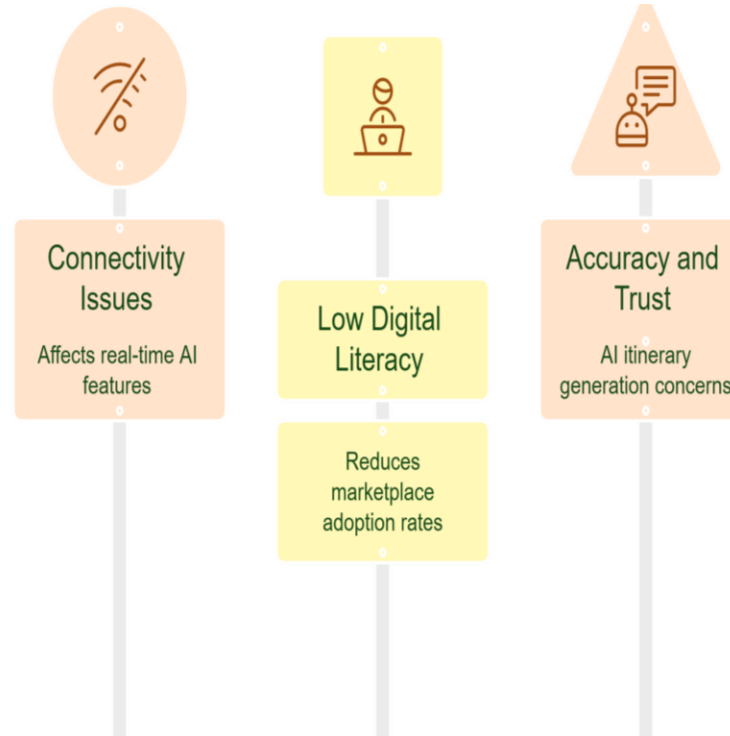 Connectivity
Issues
Affects real-time AI
features
Low Digital
Literacy
Reduces
marketplace
adoption rates
Accuracy and
Trust
AI itinerary
generation concerns